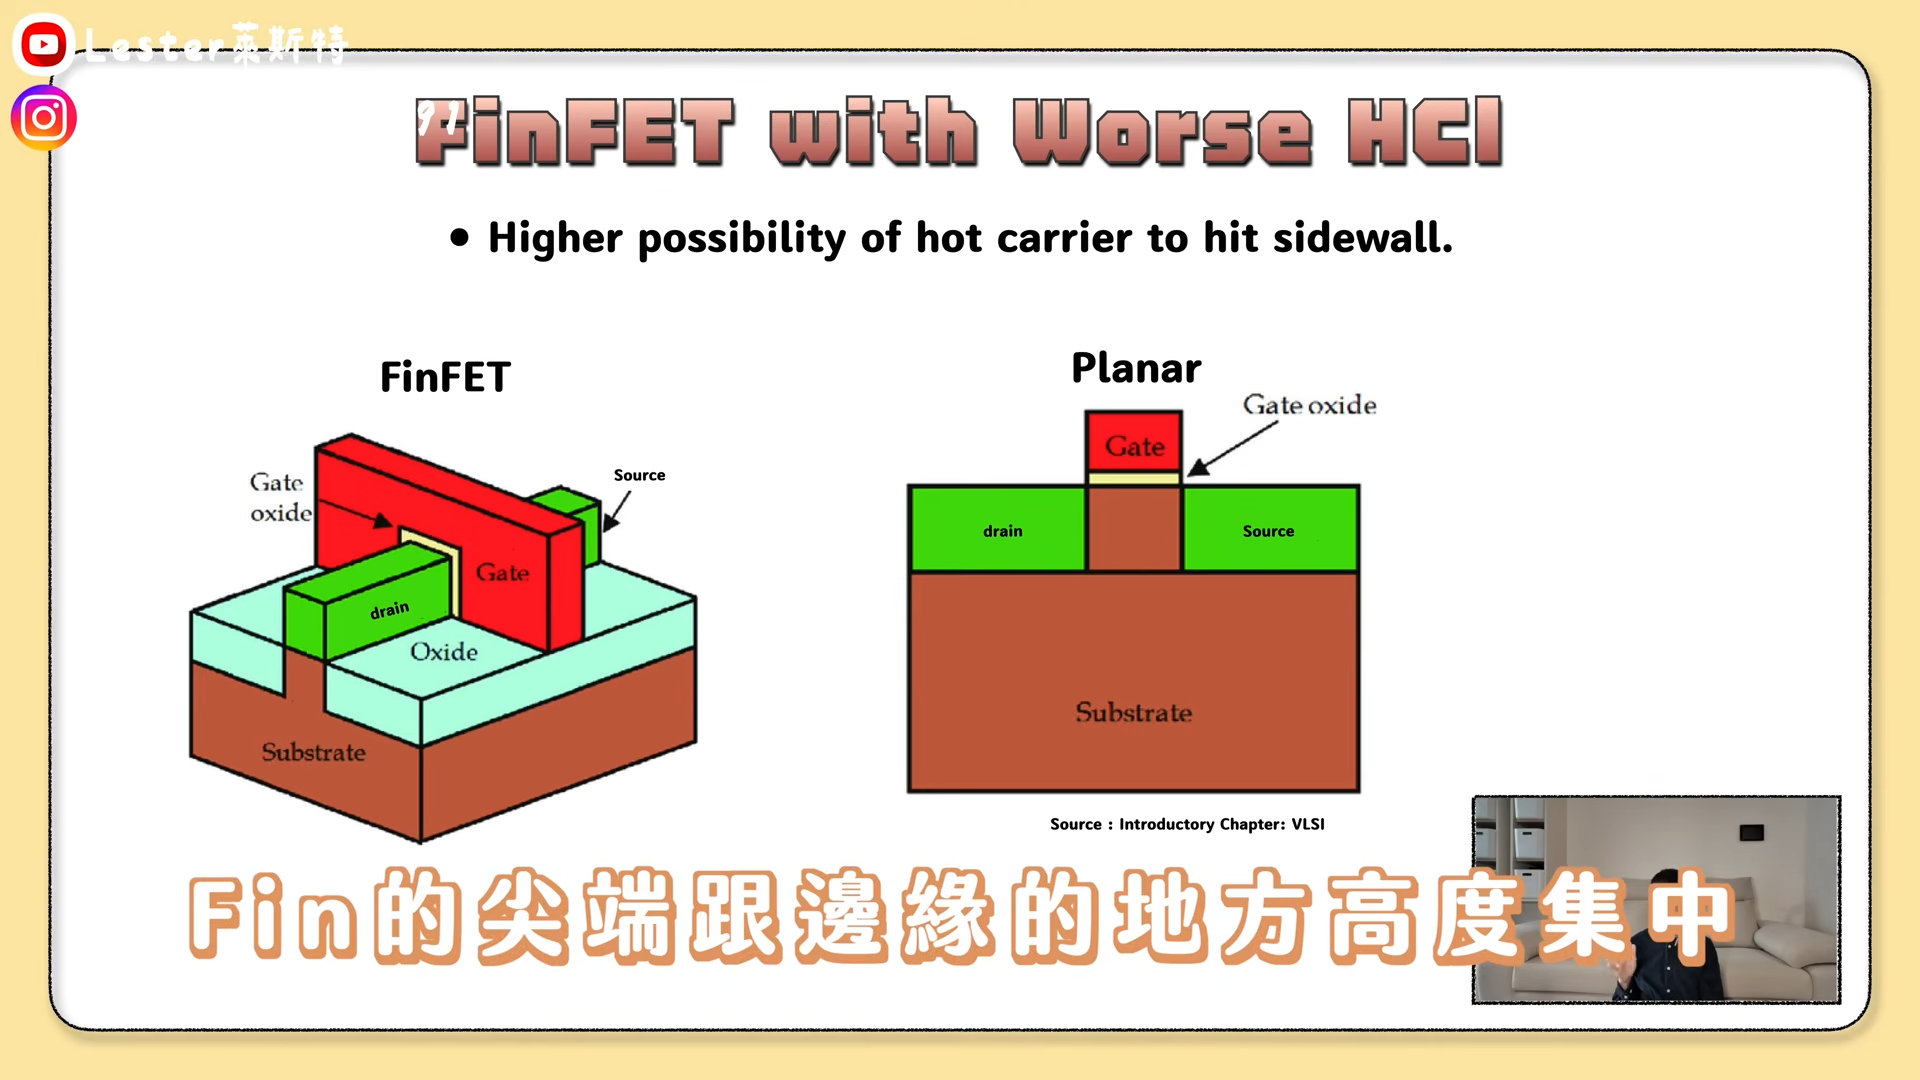 Lester萊斯特
91
FinFET with Worse HCI
• Higher possibility of hot carrier to hit sidewall.
FinFET
Gate
oxide
Source
Gate
drain
Oxide
Substrate
Planar
Gate oxide
Gate
drain
Source
Substrate
Source : Introductory Chapter: VLSI
Fin的尖端跟邊緣的地方高度集中